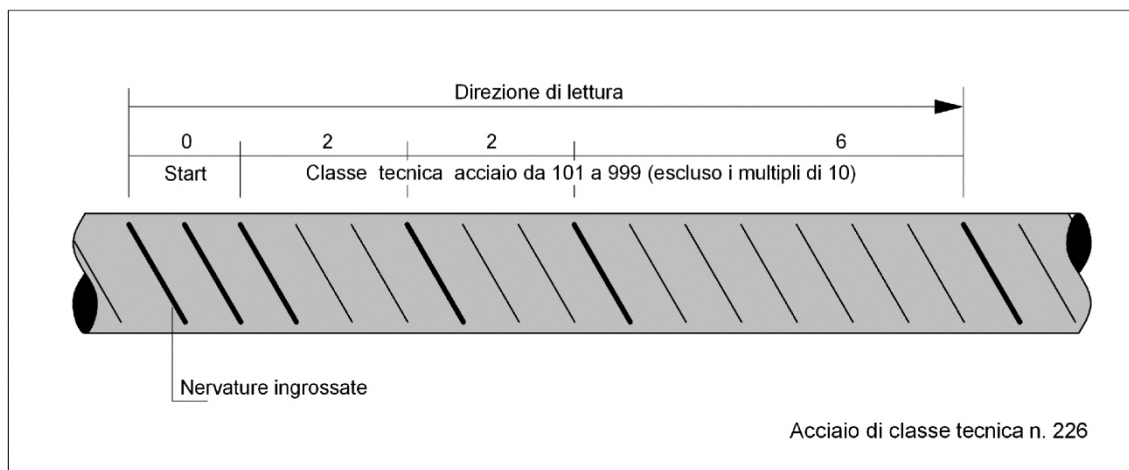 Direzione di lettura
0 2 2 6
Start Classe tecnica acciaio da 101 a 999 (escluso i multipli di 10)
Nervature ingrossate
Acciaio di classe tecnica n. 226